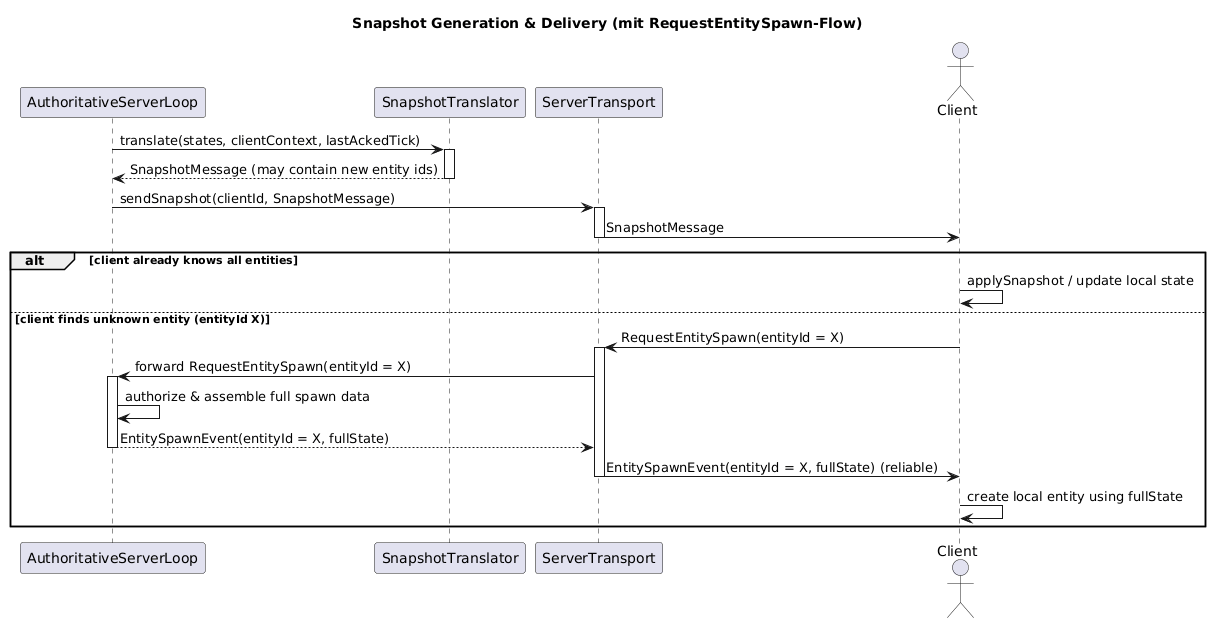 Snapshot Generation & Delivery (mit RequestEntitySpawn-Flow)
AuthoritativeServerLoop
SnapshotTranslator
ServerTransport
Client
translate(states, clientContext, lastAckedTick)
SnapshotMessage (may contain new entity ids)
sendSnapshot(clientId, SnapshotMessage)
SnapshotMessage
alt
[client already knows all entities]
applySnapshot / update local state
[client finds unknown entity (entityId X)]
RequestEntitySpawn(entityId = X)
forward RequestEntitySpawn(entityId = X)
authorize & assemble full spawn data
EntitySpawnEvent(entityId = X, fullState)
EntitySpawnEvent(entityId = X, fullState) (reliable)
create local entity using fullState
AuthoritativeServerLoop
SnapshotTranslator
ServerTransport
Client